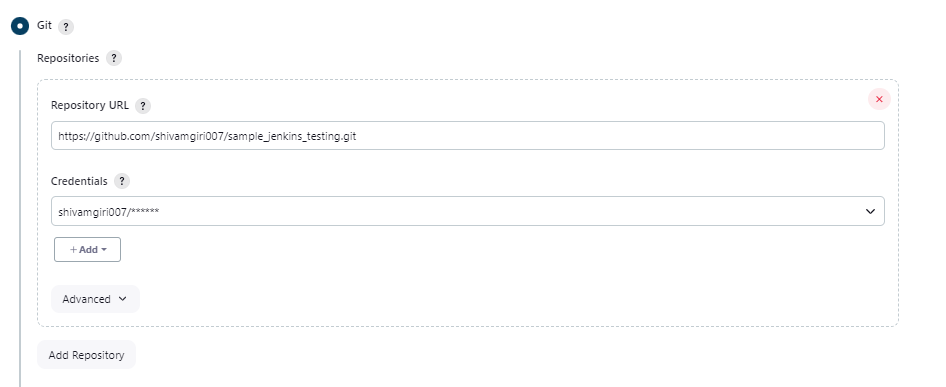 Git ?
Repositories ?
Repository URL ?
https://github.com/shivamgiri007/sample_jenkins_testing.git
Credentials ?
shivamgiri007/******
+ Add
Advanced
Add Repository